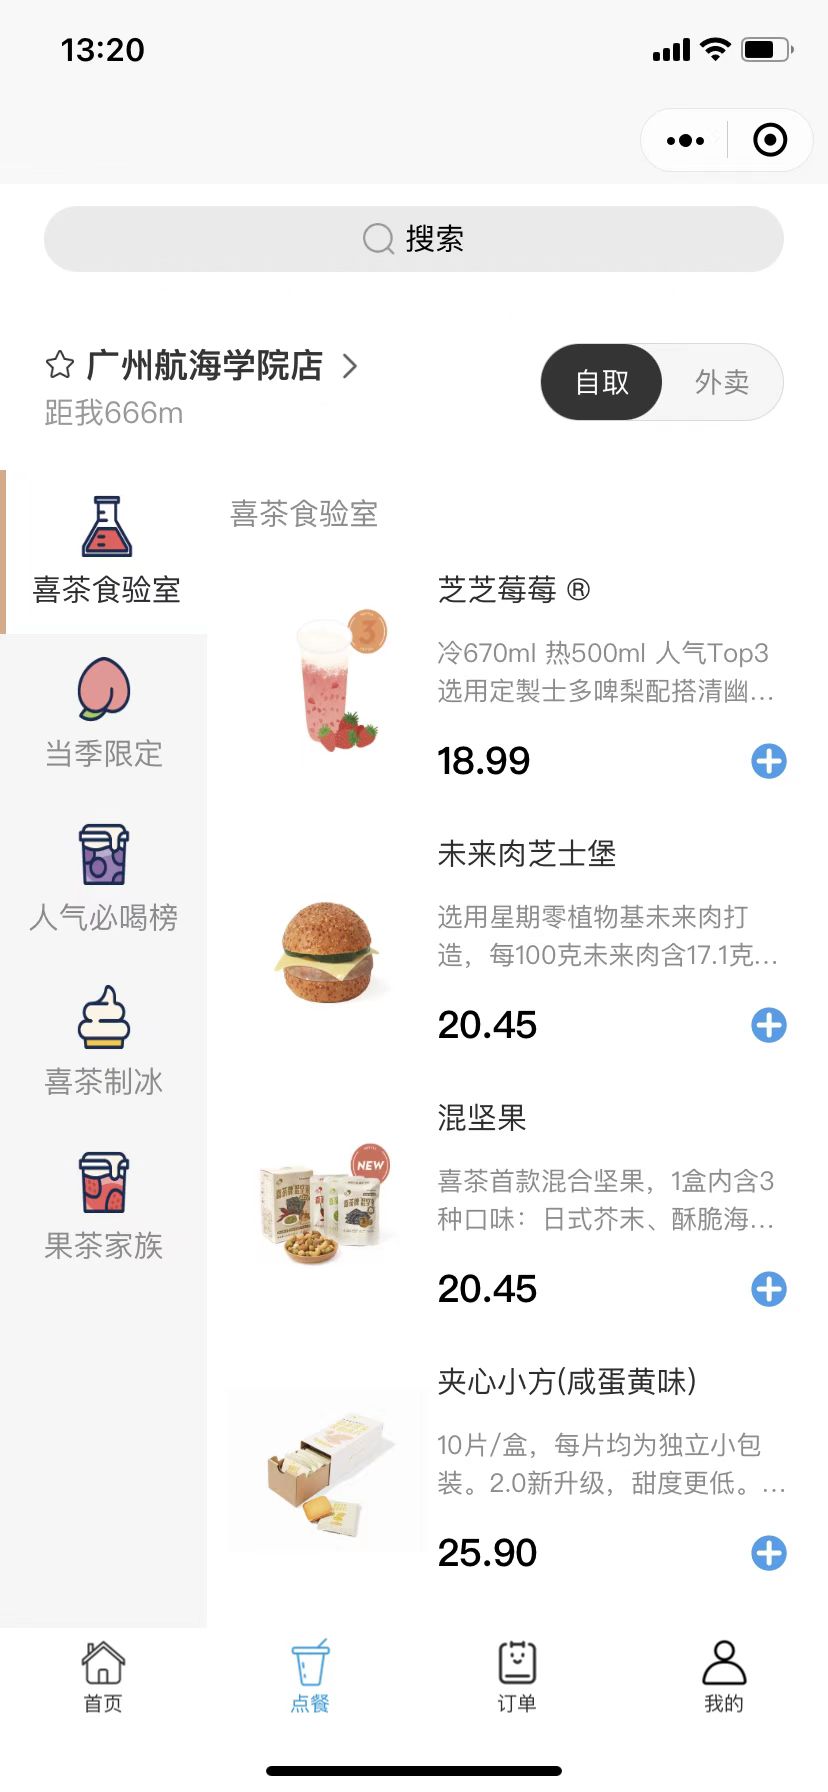 13:20
搜索
广州航海学院店
距我666m
自取
外卖
喜茶食验室
当季限定
人气必喝榜
喜茶制冰
果茶家族
喜茶食验室
芝芝莓莓 ®
冷670ml 热500ml 人气Top3
选用定製士多啤梨配搭清幽...
18.99
3
未来肉芝士堡
选用星期零植物基未来肉打
造，每100克未来肉含17.1克...
20.45
混坚果
NEW
喜茶首款混合坚果，1盒内含3
种口味：日式芥末、酥脆海...
20.45
夹心小方(咸蛋黄味)
10片/盒，每片均为独立小包
装。2.0新升级，甜度更低。...
25.90
首页
点餐
订单
我的